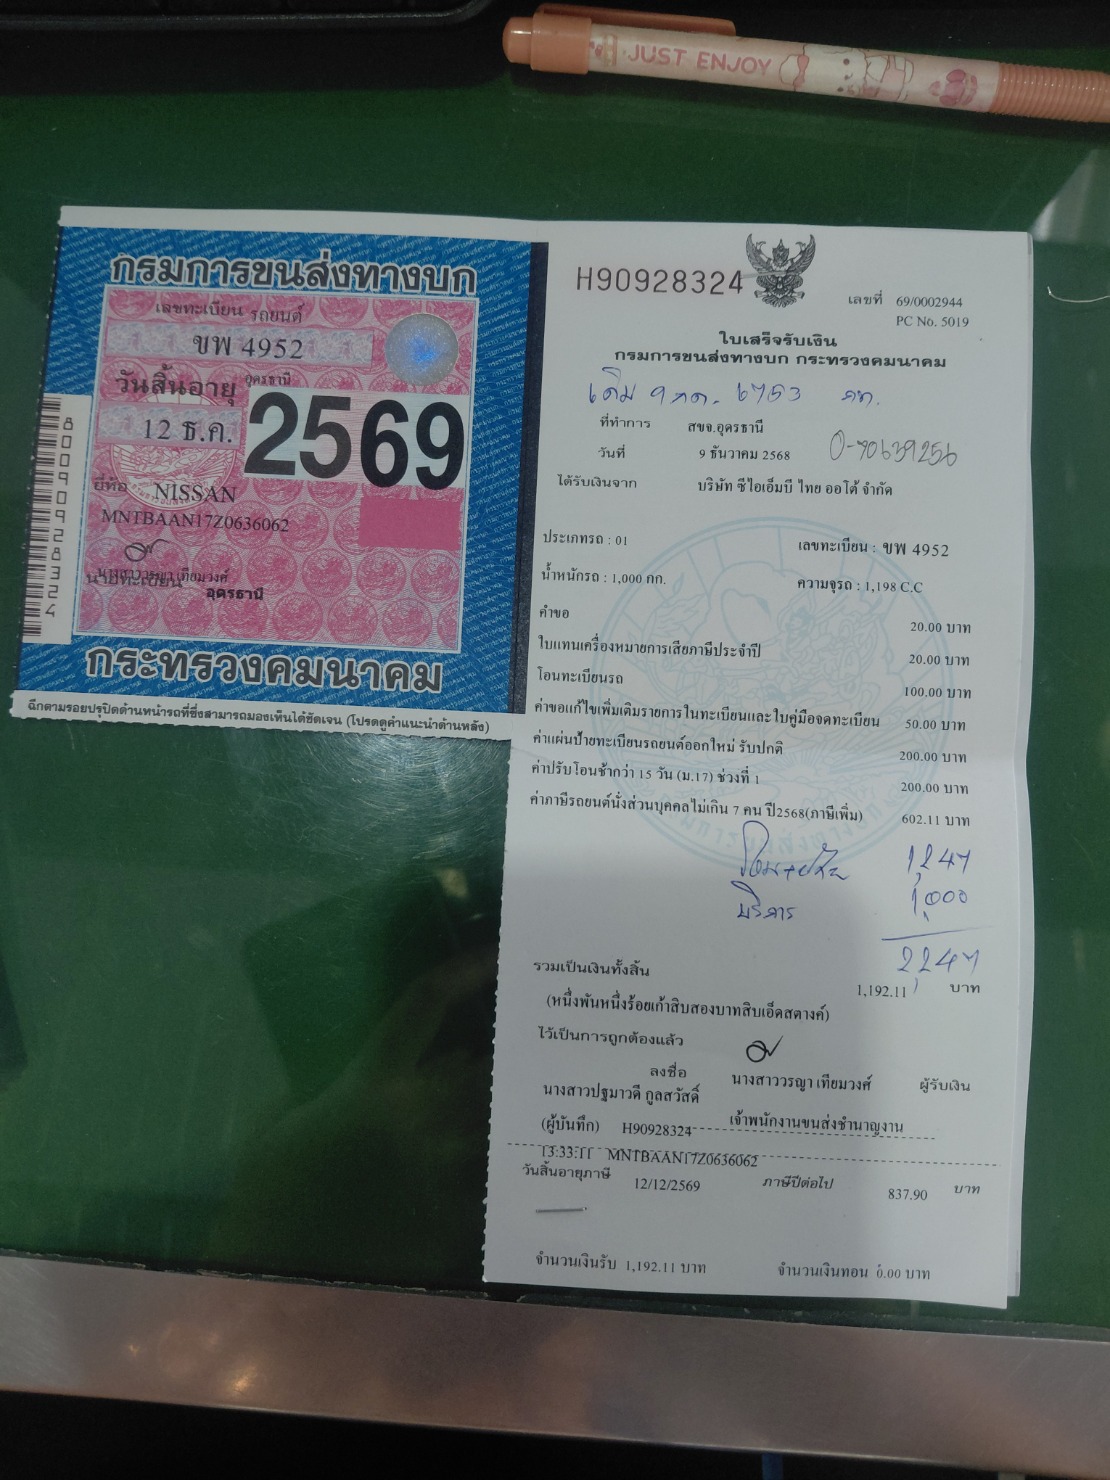 JUST ENJOY
กรมการขนส่งทางบก
เลขทะเบียน รถยนต์
ขพ 4952
วันสิ้นอายุ อุดรธานี
12 ธ.ค. 2569
ยี่ห้อ NISSAN
MNTBAAN17Z0636062
นางสาววรญา เทียมวงศ์
นายทะเบียน อุดรธานี
กระทรวงคมนาคม
ฉีกตามรอยปรุปิดด้านหน้ารถที่ซึ่งสามารถมองเห็นได้ชัดเจน (โปรดดูคำแนะนำด้านหลัง)
80090928324
H90928324
เลขที่ 69/0002944
PC No. 5019
ใบเสร็จรับเงิน
กรมการขนส่งทางบก กระทรวงคมนาคม
เดิม 9 กด. 6753
ที่ทำการ สขจ.อุดรธานี
วันที่ 9 ธันวาคม 2568
0-90639256
ได้รับเงินจาก บริษัท ซีไอเอ็มบี ไทย ออโต้ จำกัด
ประเภทรถ : 01 เลขทะเบียน : ขพ 4952
น้ำหนักรถ : 1,000 กก. ความจุรถ : 1,198 C.C
คำขอ 20.00 บาท
ใบแทนเครื่องหมายการเสียภาษีประจำปี 20.00 บาท
โอนทะเบียนรถ 100.00 บาท
ค่าขอแก้ไขเพิ่มเติมรายการในทะเบียนและใบคู่มือจดทะเบียน 50.00 บาท
ค่าแผ่นป้ายทะเบียนรถยนต์ออกใหม่ รับปกติ 200.00 บาท
ค่าปรับโอนช้ากว่า 15 วัน (ม.17) ช่วงที่ 1 200.00 บาท
ค่าภาษีรถยนต์นั่งส่วนบุคคลไม่เกิน 7 คน ปี2568(ภาษีเพิ่ม) 602.11 บาท
1,247
บริการ 1,000
2,247
รวมเป็นเงินทั้งสิ้น 1,192.11 บาท
(หนึ่งพันหนึ่งร้อยเก้าสิบสองบาทสิบเอ็ดสตางค์)
ไว้เป็นการถูกต้องแล้ว
ลงชื่อ นางสาววรญา เทียมวงศ์ ผู้รับเงิน
นางสาวปฐมาวดี กูลสวัสดิ์
(ผู้บันทึก) H90928324 เจ้าพนักงานขนส่งชำนาญงาน
13:33:11 MNTBAAN17Z0636062
วันสิ้นอายุภาษี 12/12/2569 ภาษีปีต่อไป 837.90 บาท
จำนวนเงินรับ 1,192.11 บาท จำนวนเงินทอน 0.00 บาท